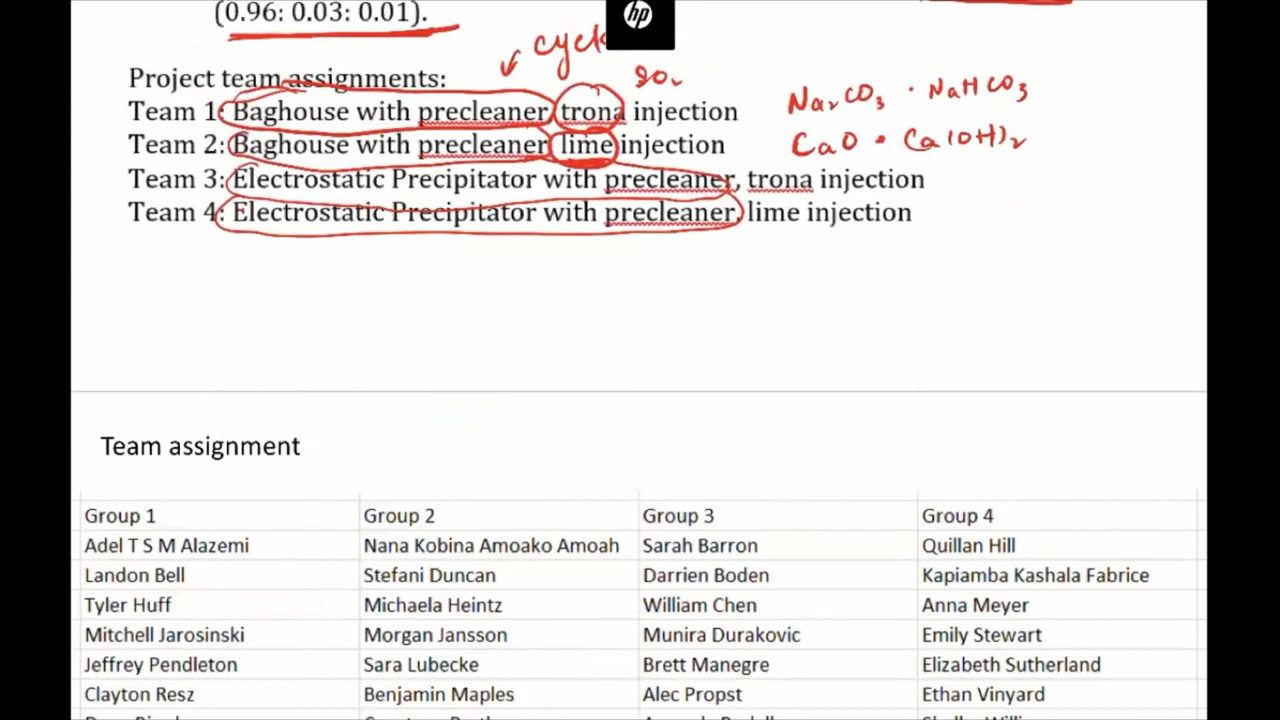 (0.96: 0.03: 0.01).
hp
cyck
Project team assignments:
SO₂
Team 1: Baghouse with precleaner, trona injection
Na₂CO₃ · NaHCO₃
Team 2: Baghouse with precleaner, lime injection
CaO · Ca(OH)₂
Team 3: Electrostatic Precipitator with precleaner, trona injection
Team 4: Electrostatic Precipitator with precleaner, lime injection
Team assignment
Group 1 Group 2 Group 3 Group 4
Adel T S M Alazemi Nana Kobina Amoako Amoah Sarah Barron Quillan Hill
Landon Bell Stefani Duncan Darrien Boden Kapiamba Kashala Fabrice
Tyler Huff Michaela Heintz William Chen Anna Meyer
Mitchell Jarosinski Morgan Jansson Munira Durakovic Emily Stewart
Jeffrey Pendleton Sara Lubecke Brett Manegre Elizabeth Sutherland
Clayton Resz Benjamin Maples Alec Propst Ethan Vinyard